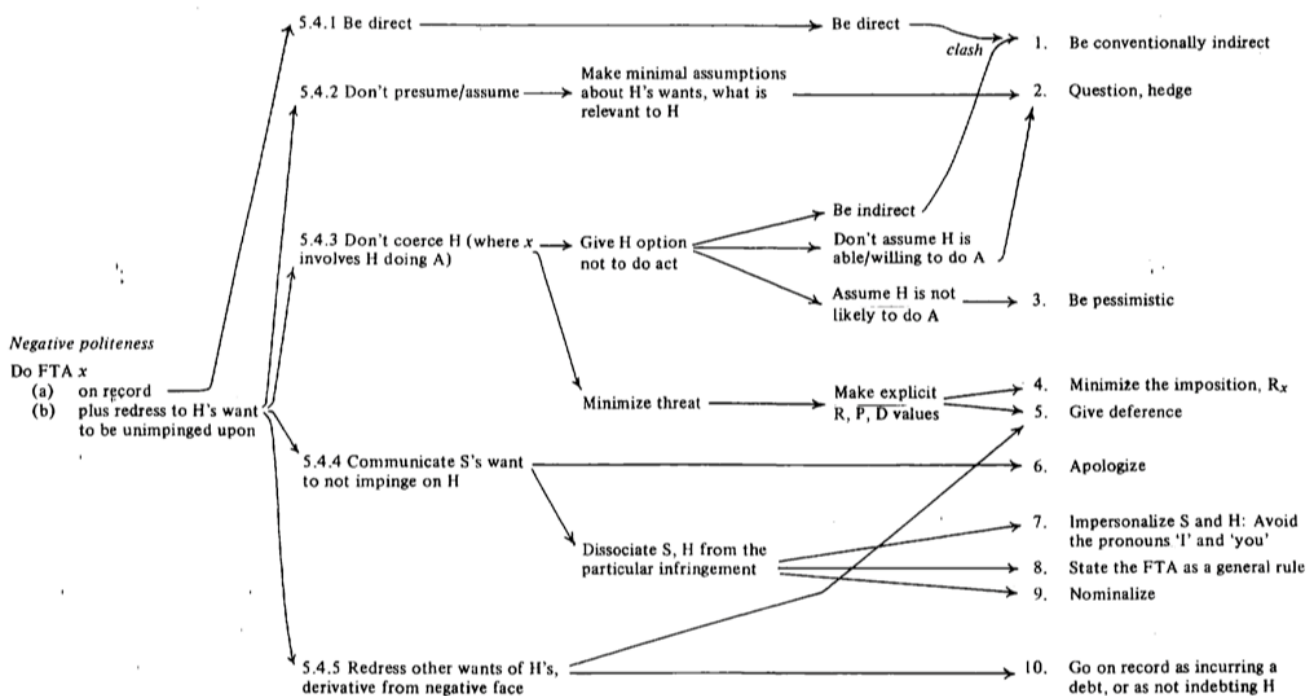 5.4.1 Be direct
Be direct
clash
1. Be conventionally indirect
5.4.2 Don't presume/assume
Make minimal assumptions
about H's wants, what is
relevant to H
2. Question, hedge
5.4.3 Don't coerce H (where x
involves H doing A)
Give H option
not to do act
Be indirect
Don't assume H is
able/willing to do A
Assume H is not
likely to do A
3. Be pessimistic
Negative politeness
Do FTA x
(a) on record
(b) plus redress to H's want
to be unimpinged upon
Minimize threat
Make explicit
R, P, D values
4. Minimize the imposition, Rx
5. Give deference
5.4.4 Communicate S's want
to not impinge on H
6. Apologize
Dissociate S, H from the
particular infringement
7. Impersonalize S and H: Avoid
the pronouns 'I' and 'you'
8. State the FTA as a general rule
9. Nominalize
5.4.5 Redress other wants of H's,
derivative from negative face
10. Go on record as incurring a
debt, or as not indebting H